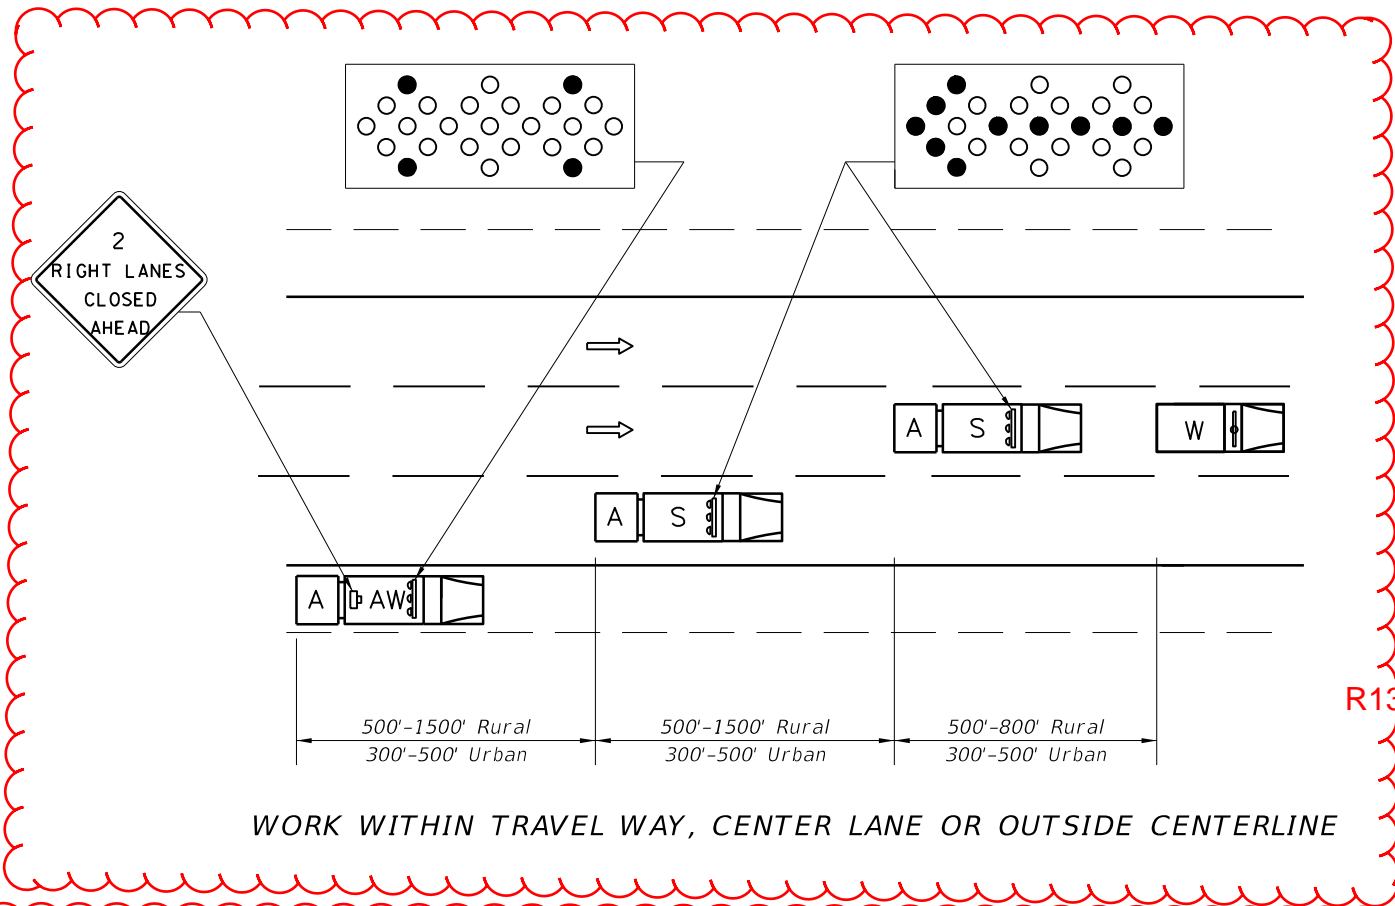 2
RIGHT LANES
CLOSED
AHEAD
A S
W
A S
A AW
R13
500'-1500' Rural
300'-500' Urban
500'-1500' Rural
300'-500' Urban
500'-800' Rural
300'-500' Urban
WORK WITHIN TRAVEL WAY, CENTER LANE OR OUTSIDE CENTERLINE